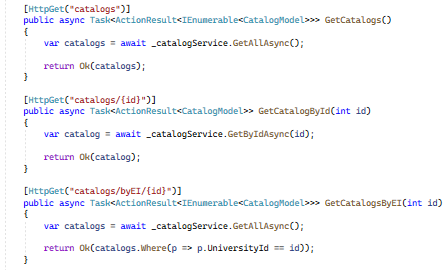 [HttpGet("catalogs")]
public async Task<ActionResult<IEnumerable<CatalogModel>>> GetCatalogs()
{
    var catalogs = await _catalogService.GetAllAsync();

    return Ok(catalogs);
}

[HttpGet("catalogs/{id}")]
public async Task<ActionResult<CatalogModel>> GetCatalogById(int id)
{
    var catalog = await _catalogService.GetByIdAsync(id);

    return Ok(catalog);
}

[HttpGet("catalogs/byEI/{id}")]
public async Task<ActionResult<IEnumerable<CatalogModel>>> GetCatalogsByEI(int id)
{
    var catalogs = await _catalogService.GetAllAsync();

    return Ok(catalogs.Where(p => p.UniversityId == id));
}